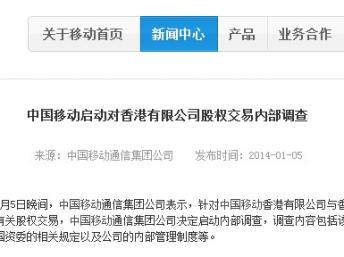 关于移动首页 新闻中心 产品 业务合作
中国移动启动对香港有限公司股权交易内部调查
来源：中国移动通信集团公司 发布时间：2014-01-05
月5日晚间，中国移动通信集团公司表示，针对中国移动香港有限公司与香
有关股权交易，中国移动通信集团公司决定启动内部调查，调查内容包括该
国资委的相关规定以及公司的内部管理制度等。